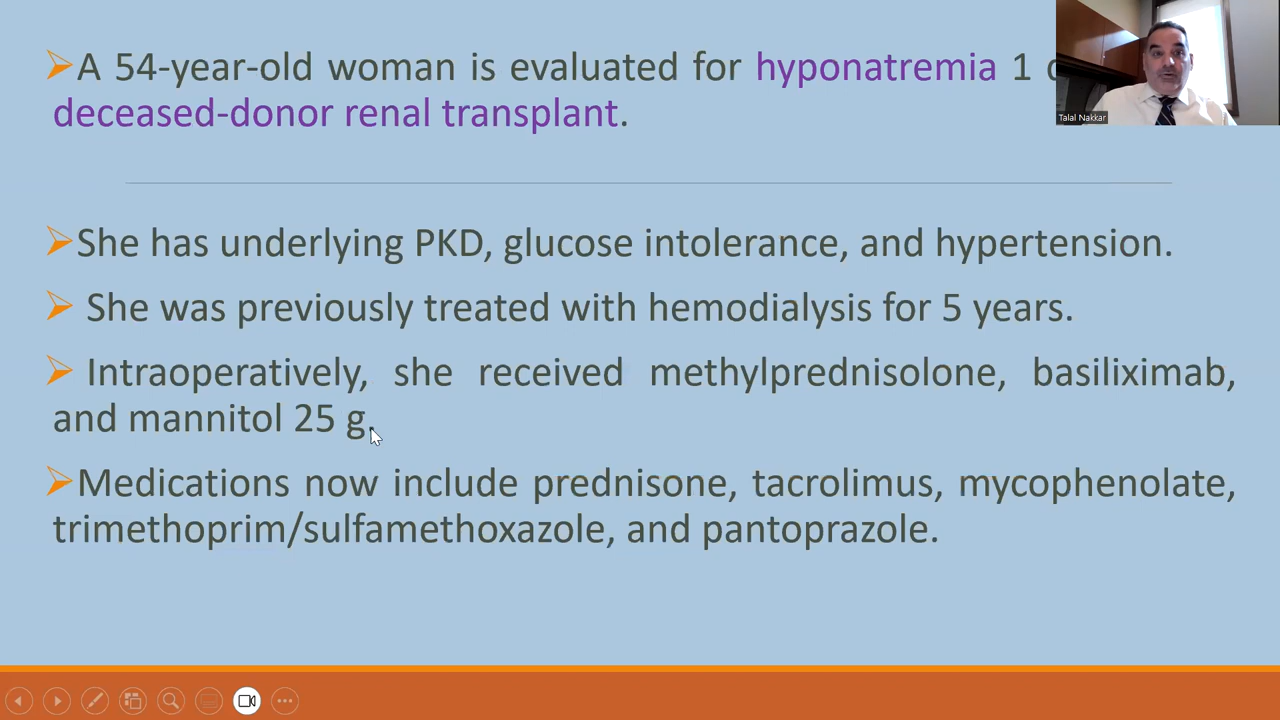 ➢A 54-year-old woman is evaluated for hyponatremia 1
deceased-donor renal transplant.
Talal Nakkar
➢She has underlying PKD, glucose intolerance, and hypertension.
➢ She was previously treated with hemodialysis for 5 years.
➢ Intraoperatively, she received methylprednisolone, basiliximab,
and mannitol 25 g.
➢Medications now include prednisone, tacrolimus, mycophenolate,
trimethoprim/sulfamethoxazole, and pantoprazole.